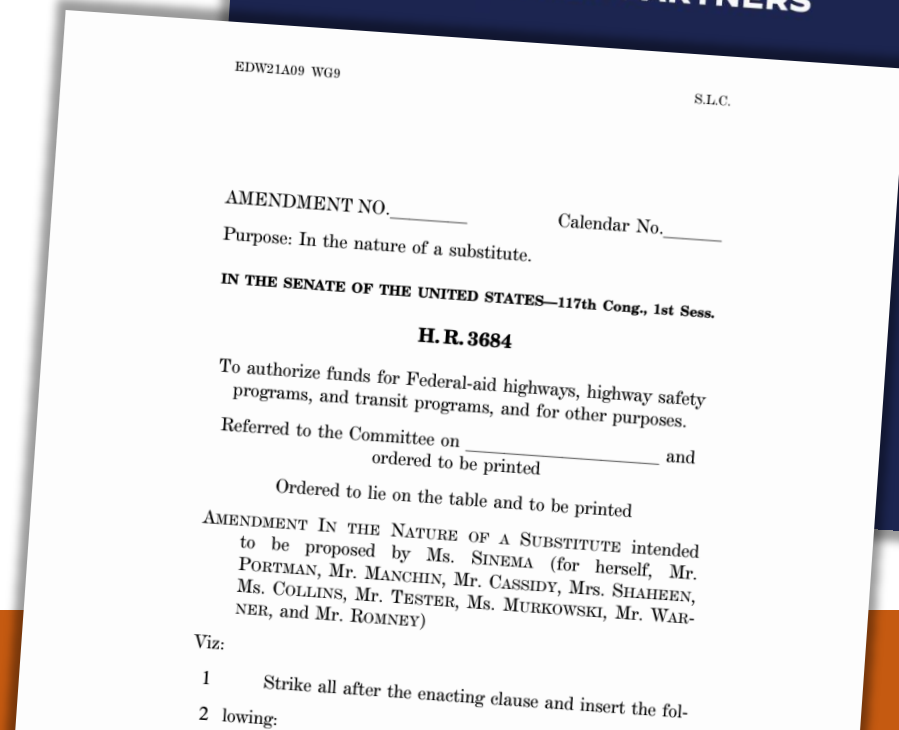 EDW21A09 WG9
S.L.C.
AMENDMENT NO.________ Calendar No.______
Purpose: In the nature of a substitute.
IN THE SENATE OF THE UNITED STATES—117th Cong., 1st Sess.
H. R. 3684
To authorize funds for Federal-aid highways, highway safety
programs, and transit programs, and for other purposes.
Referred to the Committee on ____________________ and
ordered to be printed
Ordered to lie on the table and to be printed
AMENDMENT IN THE NATURE OF A SUBSTITUTE intended
to be proposed by Ms. SINEMA (for herself, Mr.
PORTMAN, Mr. MANCHIN, Mr. CASSIDY, Mrs. SHAHEEN,
Ms. COLLINS, Mr. TESTER, Ms. MURKOWSKI, Mr. WAR-
NER, and Mr. ROMNEY)
Viz:
1 Strike all after the enacting clause and insert the fol-
2 lowing: